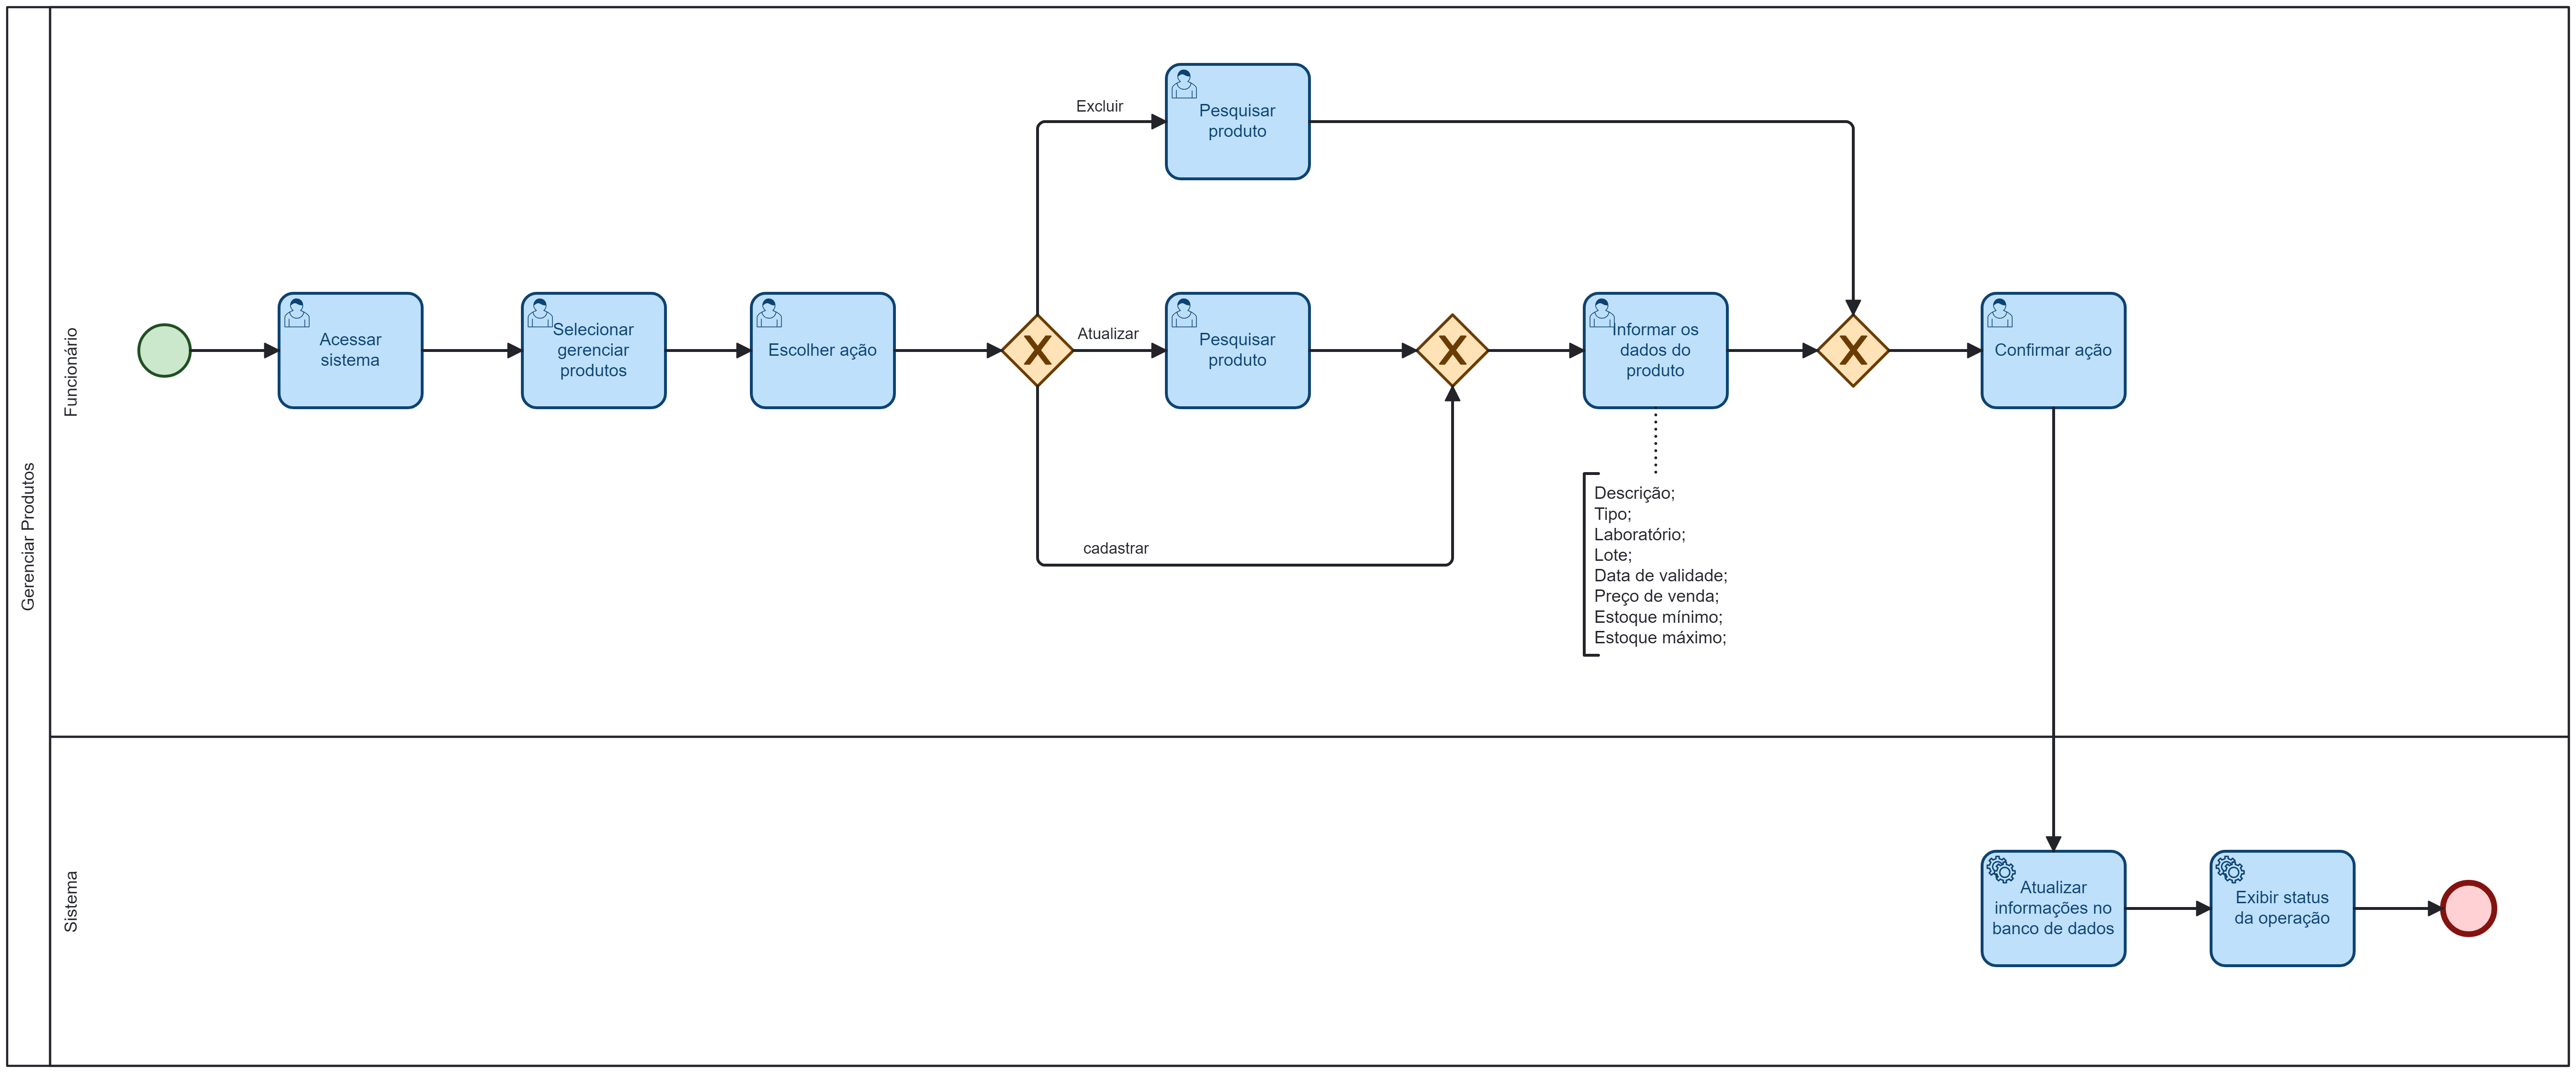 Gerenciar Produtos
Funcionário
Acessar
sistema
Selecionar
gerenciar
produtos
Escolher ação
X
Excluir
Pesquisar
produto
Atualizar
Pesquisar
produto
cadastrar
X
Informar os
dados do
produto
Descrição;
Tipo;
Laboratório;
Lote;
Data de validade;
Preço de venda;
Estoque mínimo;
Estoque máximo;
X
Confirmar ação
Sistema
Atualizar
informações no
banco de dados
Exibir status
da operação